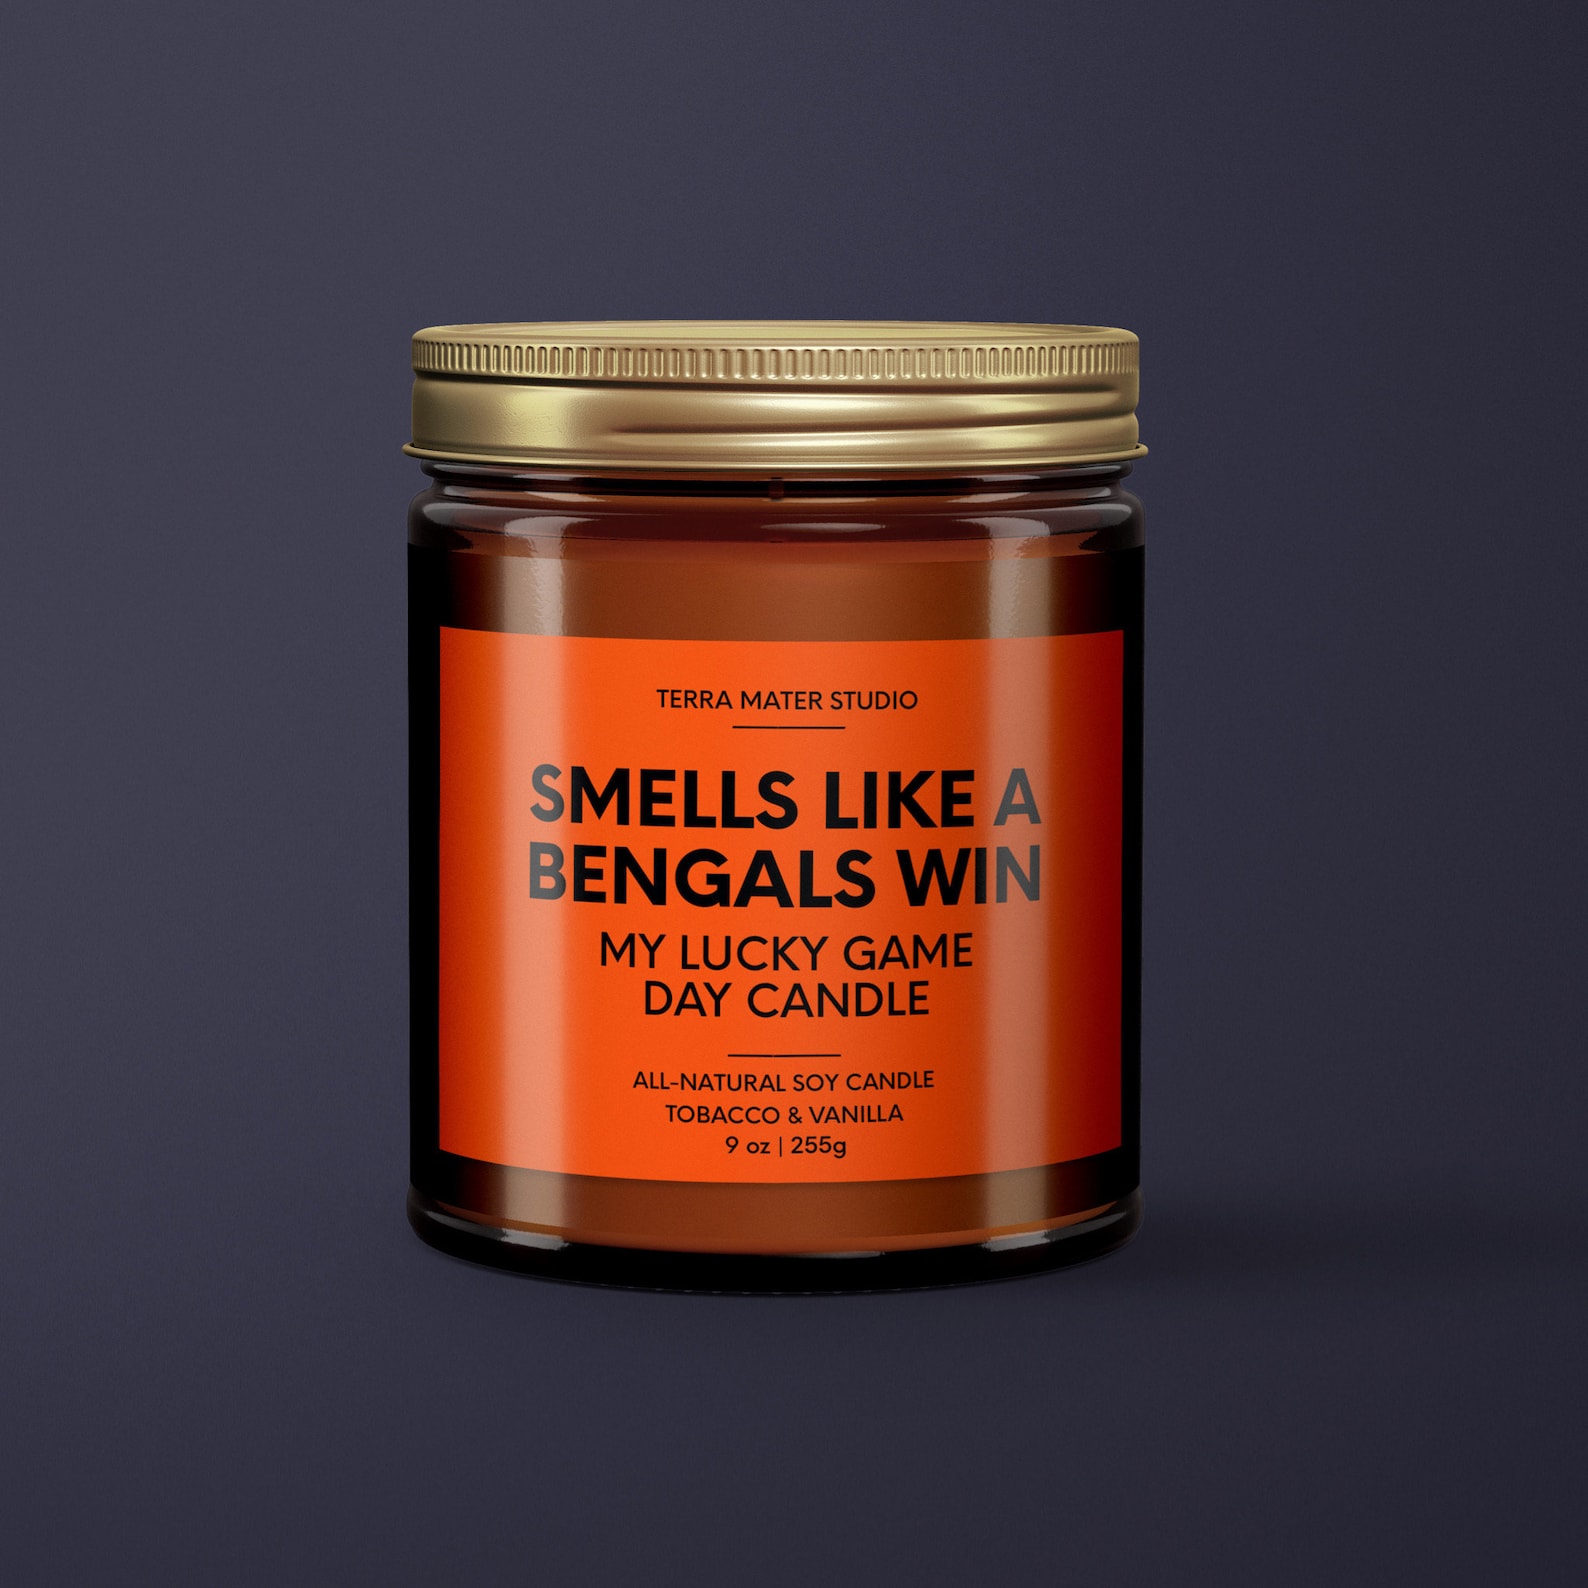 TERRA MATER STUDIO
SMELLS LIKE A
BENGALS WIN
MY LUCKY GAME
DAY CANDLE
ALL-NATURAL SOY CANDLE
TOBACCO & VANILLA
9 oz | 255g